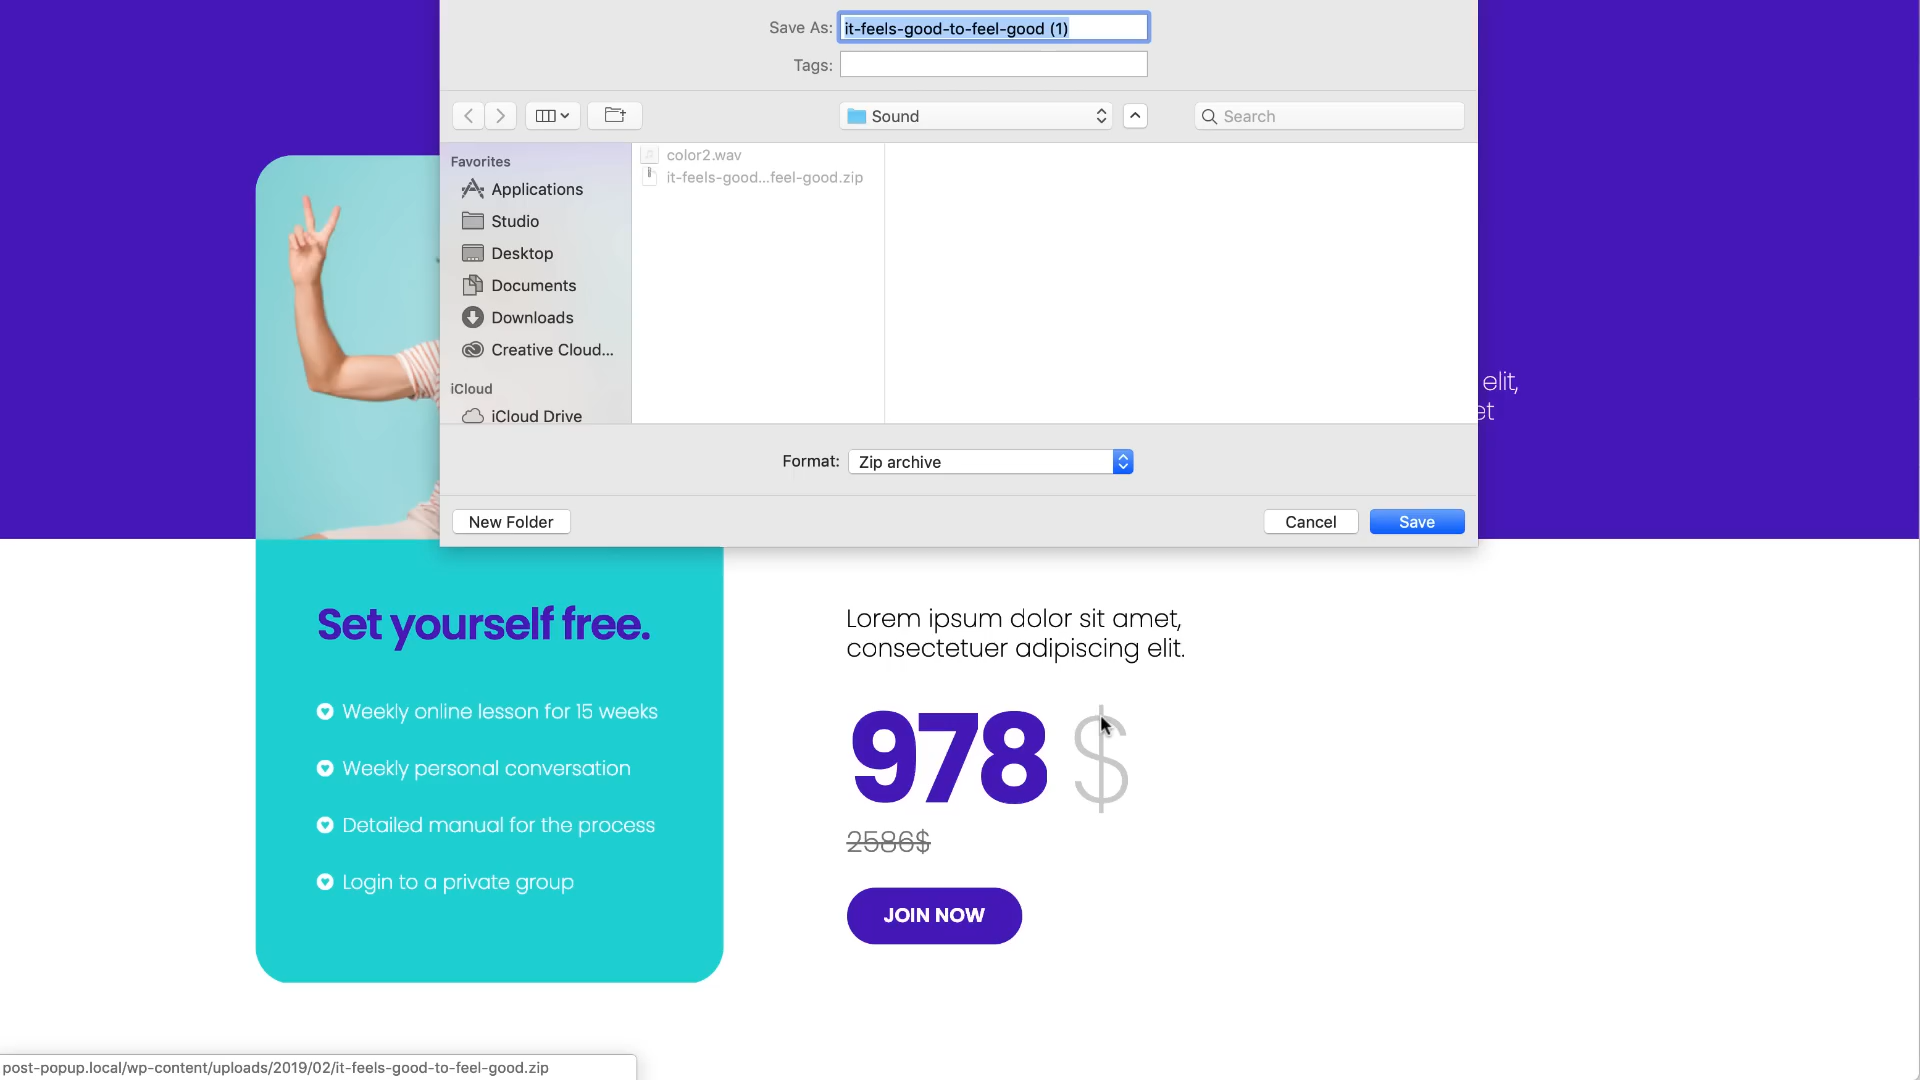 Save As: it-feels-good-to-feel-good (1)
Tags:
Sound
Search
Favorites
Applications
Studio
Desktop
Documents
Downloads
Creative Cloud...
iCloud
iCloud Drive
color2.wav
it-feels-good...feel-good.zip
Format: Zip archive
New Folder
Cancel
Save
elit,
et
Set yourself free.
Weekly online lesson for 15 weeks
Weekly personal conversation
Detailed manual for the process
Login to a private group
Lorem ipsum dolor sit amet,
consectetuer adipiscing elit.
978 $
2586$
JOIN NOW
post-popup.local/wp-content/uploads/2019/02/it-feels-good-to-feel-good.zip